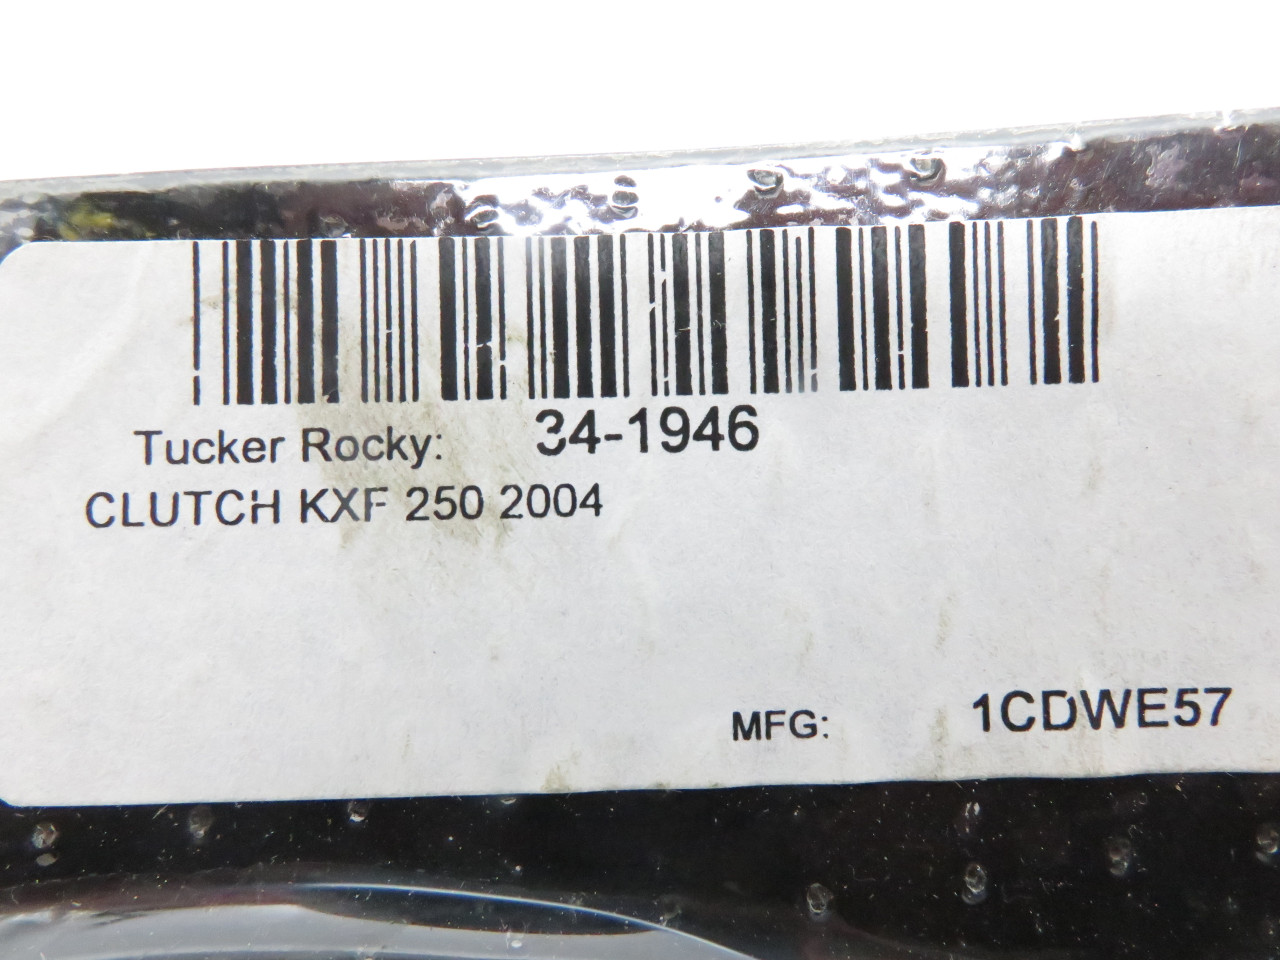 Tucker Rocky: 34-1946
CLUTCH KXF 250 2004
MFG: 1CDWE57